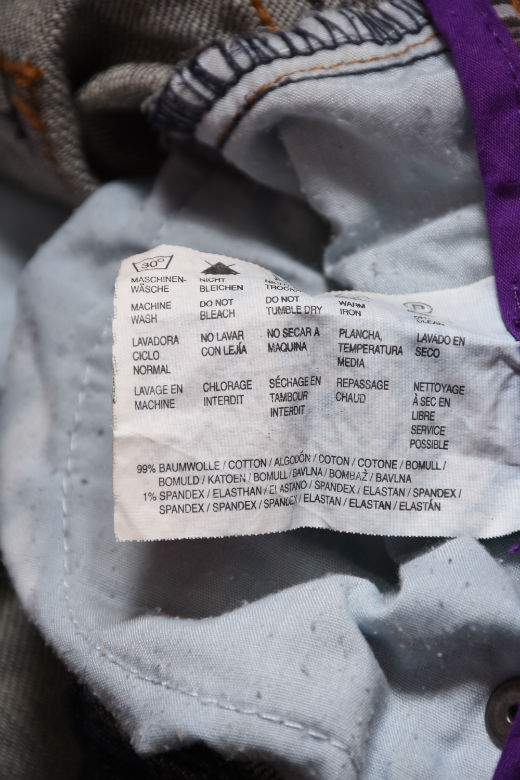 30°
MASCHINEN-
WÄSCHE
MACHINE
WASH
LAVADORA
CICLO
NORMAL
LAVAGE EN
MACHINE
NICHT
BLEICHEN
DO NOT
BLEACH
NO LAVAR
CON LEJÍA
CHLORAGE
INTERDIT
DO NOT
TUMBLE DRY
NO SECAR A
MAQUINA
SÉCHAGE EN
TAMBOUR
INTERDIT
WARM
IRON
PLANCHA,
TEMPERATURA
MEDIA
REPASSAGE
CHAUD
P
CLEAN
LAVADO EN
SECO
NETTOYAGE
À SEC EN
LIBRE
SERVICE
POSSIBLE
99% BAUMWOLLE / COTTON / ALGODÓN / COTON / COTONE / BOMULL /
BOMULD / KATOEN / BOMULL / BAVLNA / BOMBAŽ / BAVLNA
1% SPANDEX / ELASTHAN / ELASTANO / SPANDEX / ELASTAN / SPANDEX /
SPANDEX / SPANDEX / SPANDEX / ELASTAN / ELASTAN / ELASTÁN